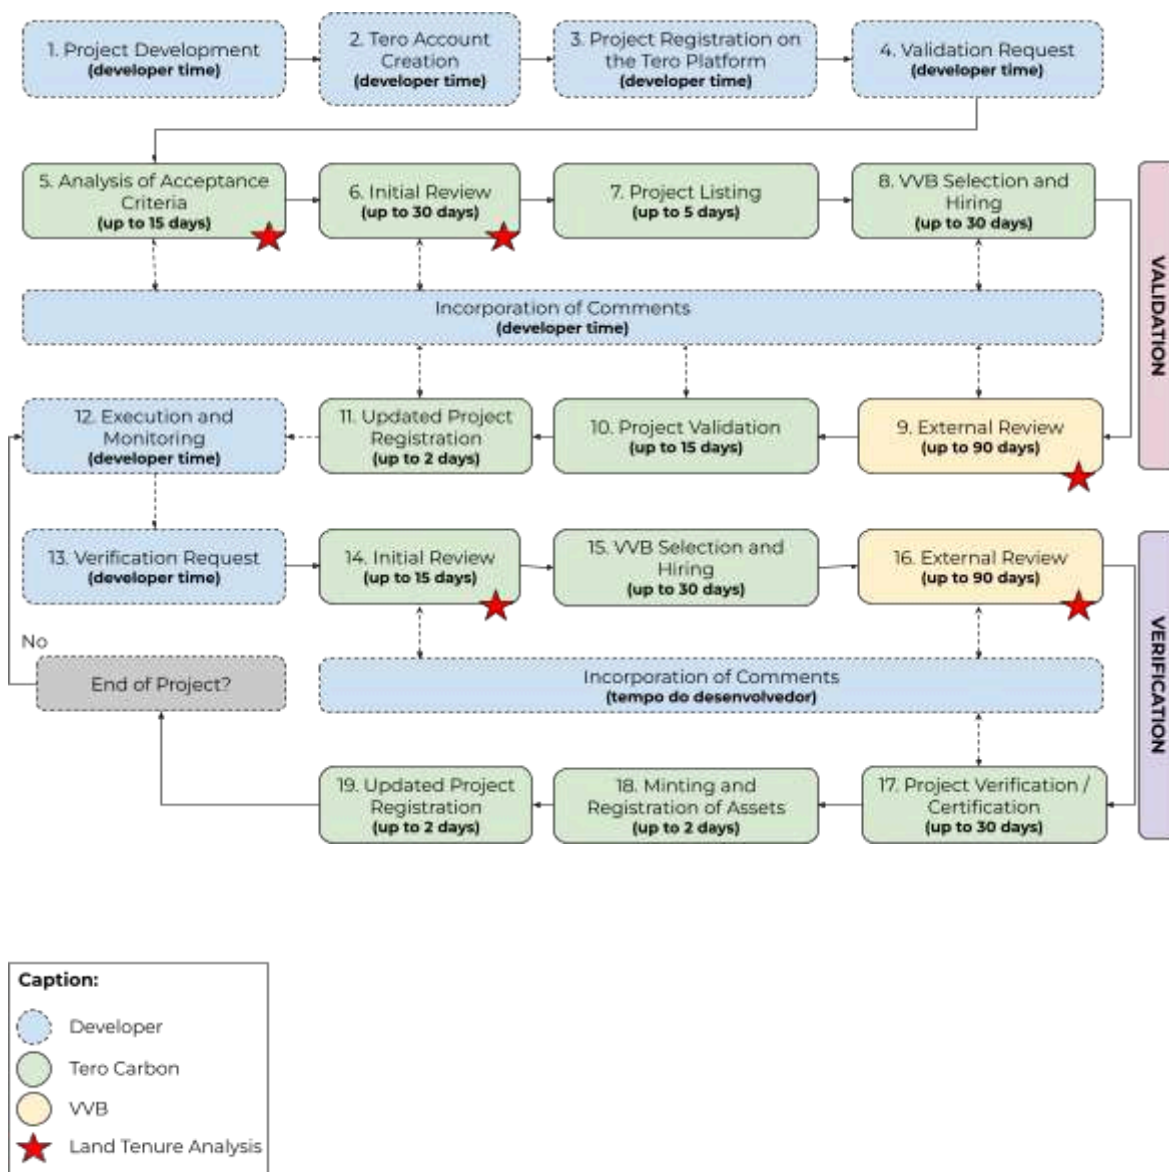 1. Project Development
(developer time)
2. Tero Account
Creation
(developer time)
3. Project Registration on
the Tero Platform
(developer time)
4. Validation Request
(developer time)
5. Analysis of Acceptance
Criteria
(up to 15 days)
6. Initial Review
(up to 30 days)
7. Project Listing
(up to 5 days)
8. VVB Selection and
Hiring
(up to 30 days)
VALIDATION
Incorporation of Comments
(developer time)
12. Execution and
Monitoring
(developer time)
11. Updated Project
Registration
(up to 2 days)
10. Project Validation
(up to 15 days)
9. External Review
(up to 90 days)
13. Verification Request
(developer time)
14. Initial Review
(up to 15 days)
15. VVB Selection and
Hiring
(up to 30 days)
16. External Review
(up to 90 days)
VERIFICATION
No
End of Project?
Incorporation of Comments
(tempo do desenvolvedor)
19. Updated Project
Registration
(up to 2 days)
18. Minting and
Registration of Assets
(up to 2 days)
17. Project Verification /
Certification
(up to 30 days)
Caption:
Developer
Tero Carbon
VVB
Land Tenure Analysis